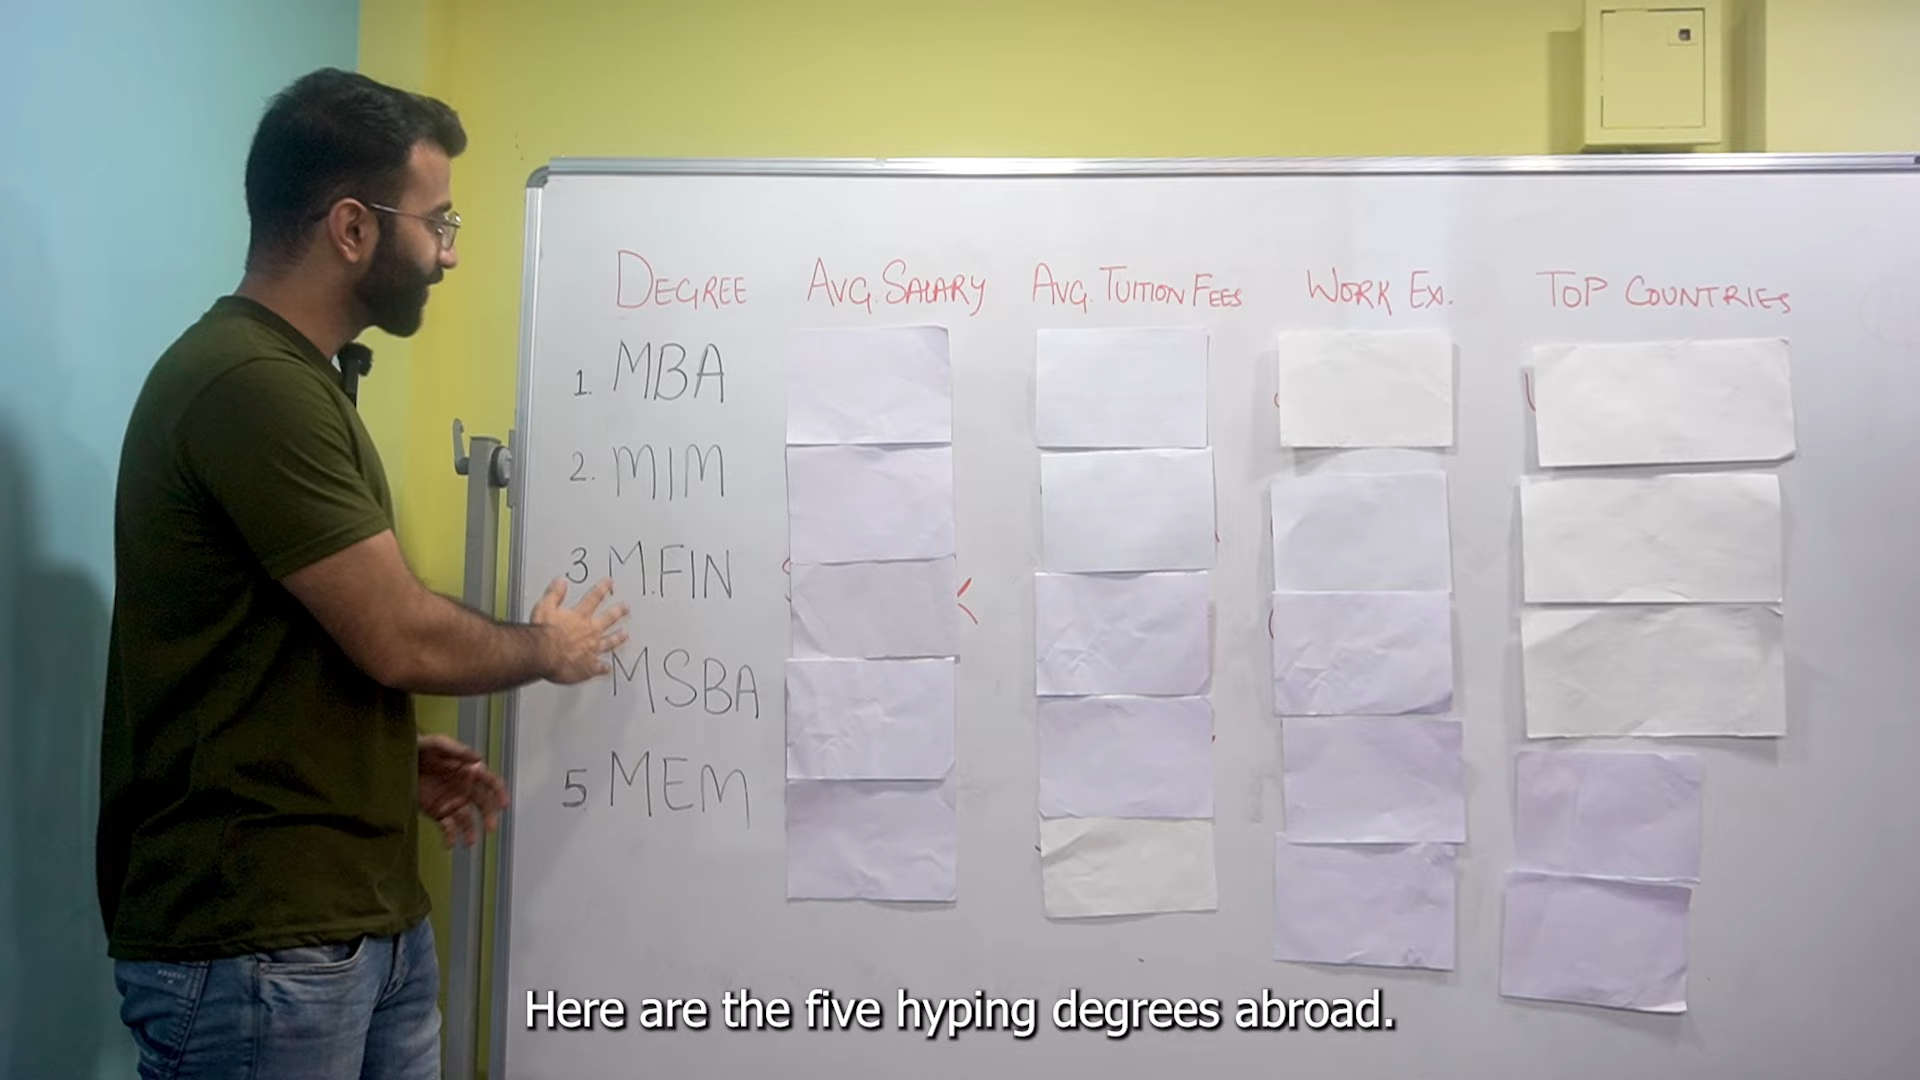 DEGREE AVG. SALARY AVG. TUITION FEES WORK EX. TOP COUNTRIES
1. MBA
2. MIM
3 M.FIN
MSBA
5. MEM
Here are the five hyping degrees abroad.